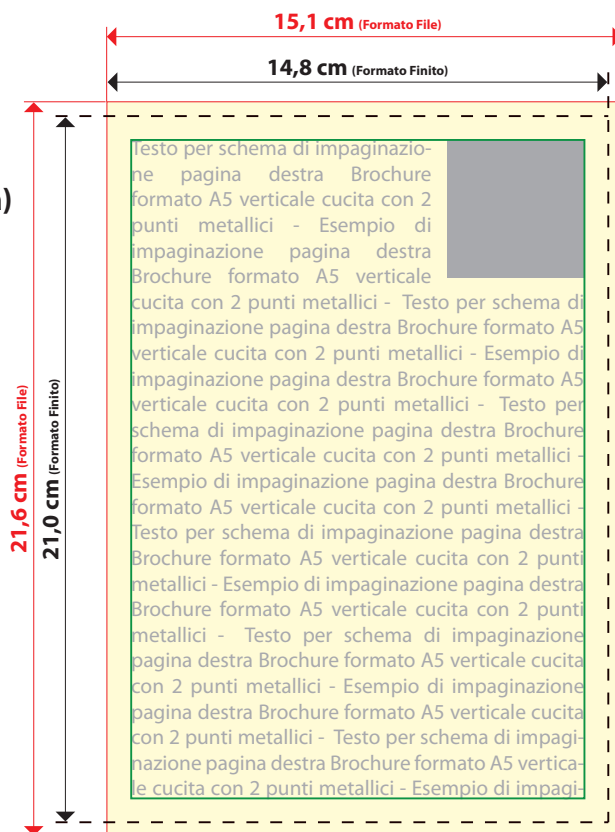 15,1 cm (Formato File)
14,8 cm (Formato Finito)
21,6 cm (Formato File)
21,0 cm (Formato Finito)
)
Testo per schema di impaginazio-
ne pagina destra Brochure
formato A5 verticale cucita con 2
punti metallici - Esempio di
impaginazione pagina destra
Brochure formato A5 verticale
cucita con 2 punti metallici - Testo per schema di
impaginazione pagina destra Brochure formato A5
verticale cucita con 2 punti metallici - Esempio di
impaginazione pagina destra Brochure formato A5
verticale cucita con 2 punti metallici - Testo per
schema di impaginazione pagina destra Brochure
formato A5 verticale cucita con 2 punti metallici -
Esempio di impaginazione pagina destra Brochure
formato A5 verticale cucita con 2 punti metallici -
Testo per schema di impaginazione pagina destra
Brochure formato A5 verticale cucita con 2 punti
metallici - Esempio di impaginazione pagina destra
Brochure formato A5 verticale cucita con 2 punti
metallici - Testo per schema di impaginazione
pagina destra Brochure formato A5 verticale cucita
con 2 punti metallici - Esempio di impaginazione
pagina destra Brochure formato A5 verticale cucita
con 2 punti metallici - Testo per schema di impagi-
nazione pagina destra Brochure formato A5 vertica-
le cucita con 2 punti metallici - Esempio di impagi-